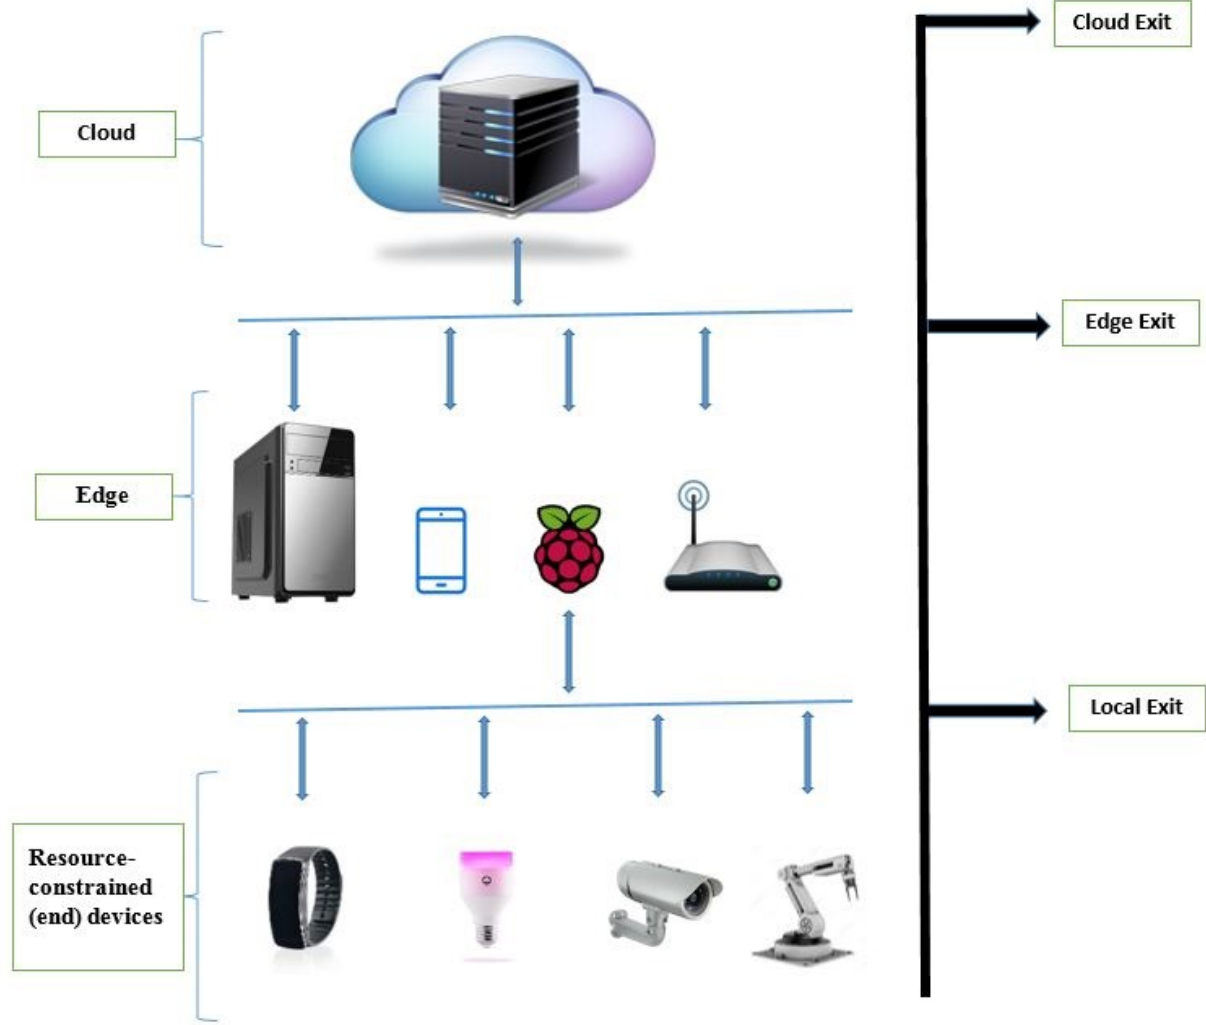 Cloud Exit
Cloud
Edge Exit
Edge
Local Exit
Resource-
constrained
(end) devices